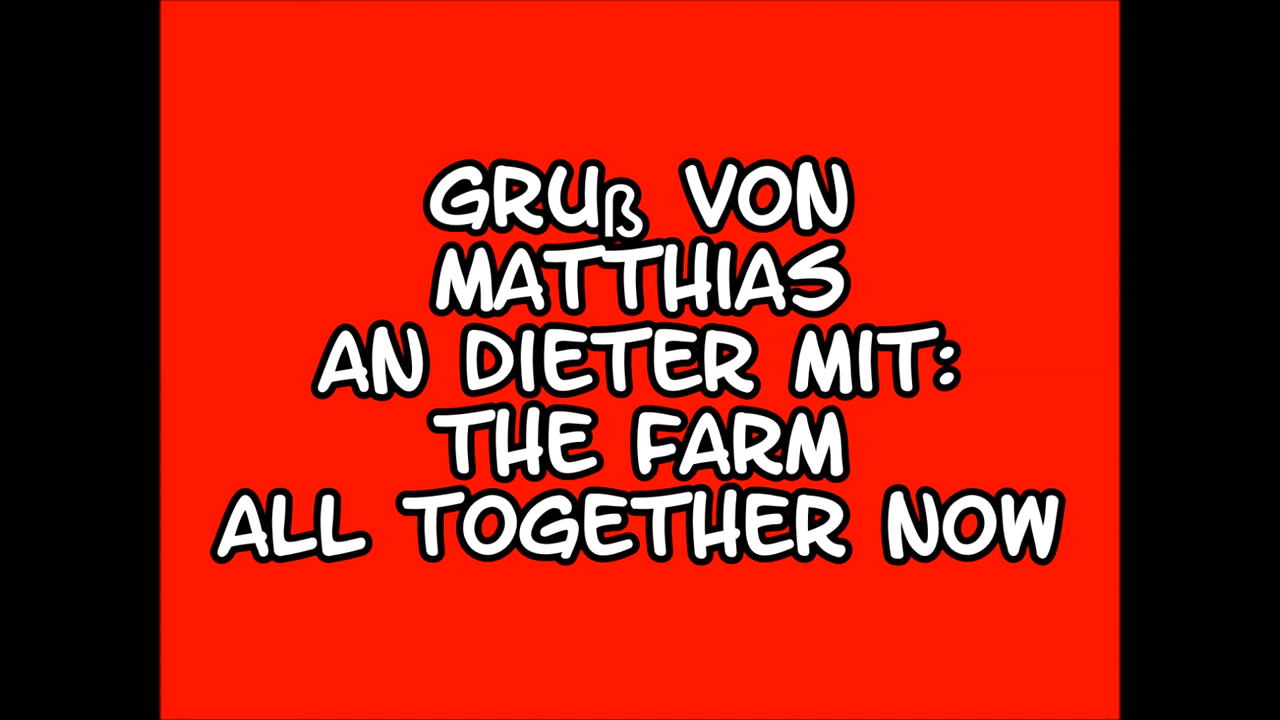 GRUß VON
MATTHIAS
AN DIETER MIT:
THE FARM
ALL TOGETHER NOW